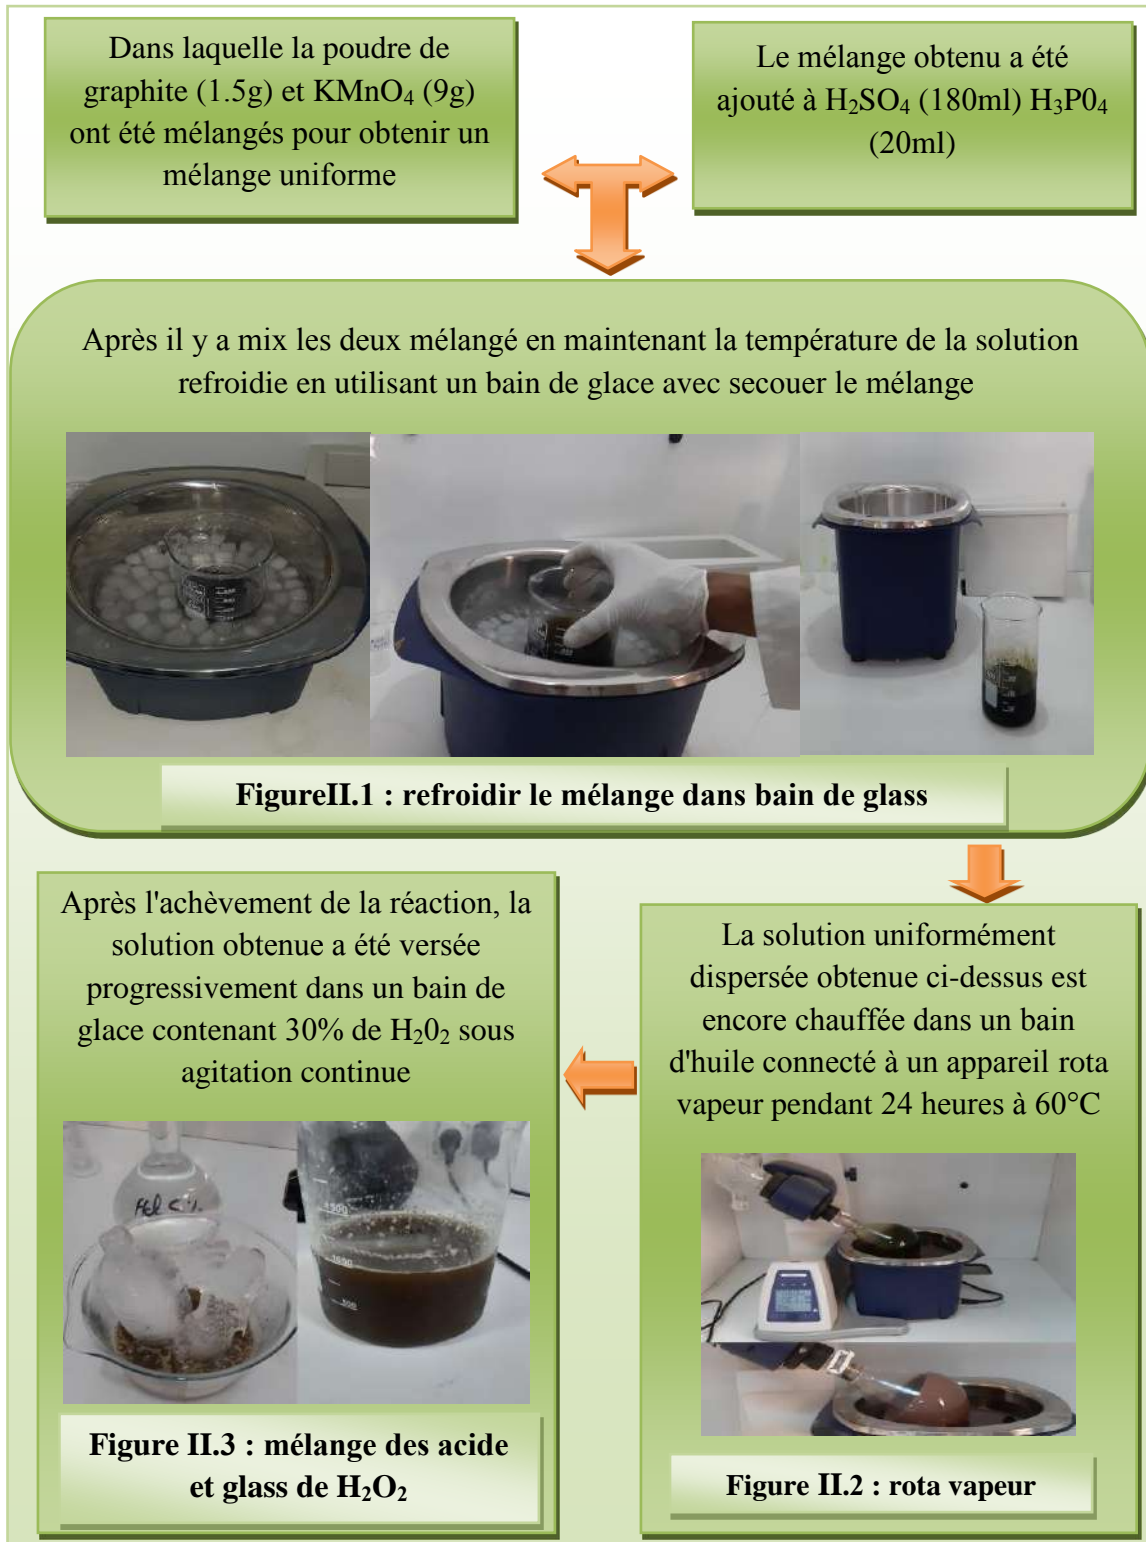 Dans laquelle la poudre de
graphite (1.5g) et KMnO₄ (9g)
ont été mélangés pour obtenir un
mélange uniforme
Le mélange obtenu a été
ajouté à H₂SO₄ (180ml) H₃P0₄
(20ml)
Après il y a mix les deux mélangé en maintenant la température de la solution
refroidie en utilisant un bain de glace avec secouer le mélange
FigureII.1 : refroidir le mélange dans bain de glass
La solution uniformément
dispersée obtenue ci-dessus est
encore chauffée dans un bain
d'huile connecté à un appareil rota
vapeur pendant 24 heures à 60°C
Figure II.2 : rota vapeur
Après l'achèvement de la réaction, la
solution obtenue a été versée
progressivement dans un bain de
glace contenant 30% de H₂0₂ sous
agitation continue
Figure II.3 : mélange des acide
et glass de H₂O₂